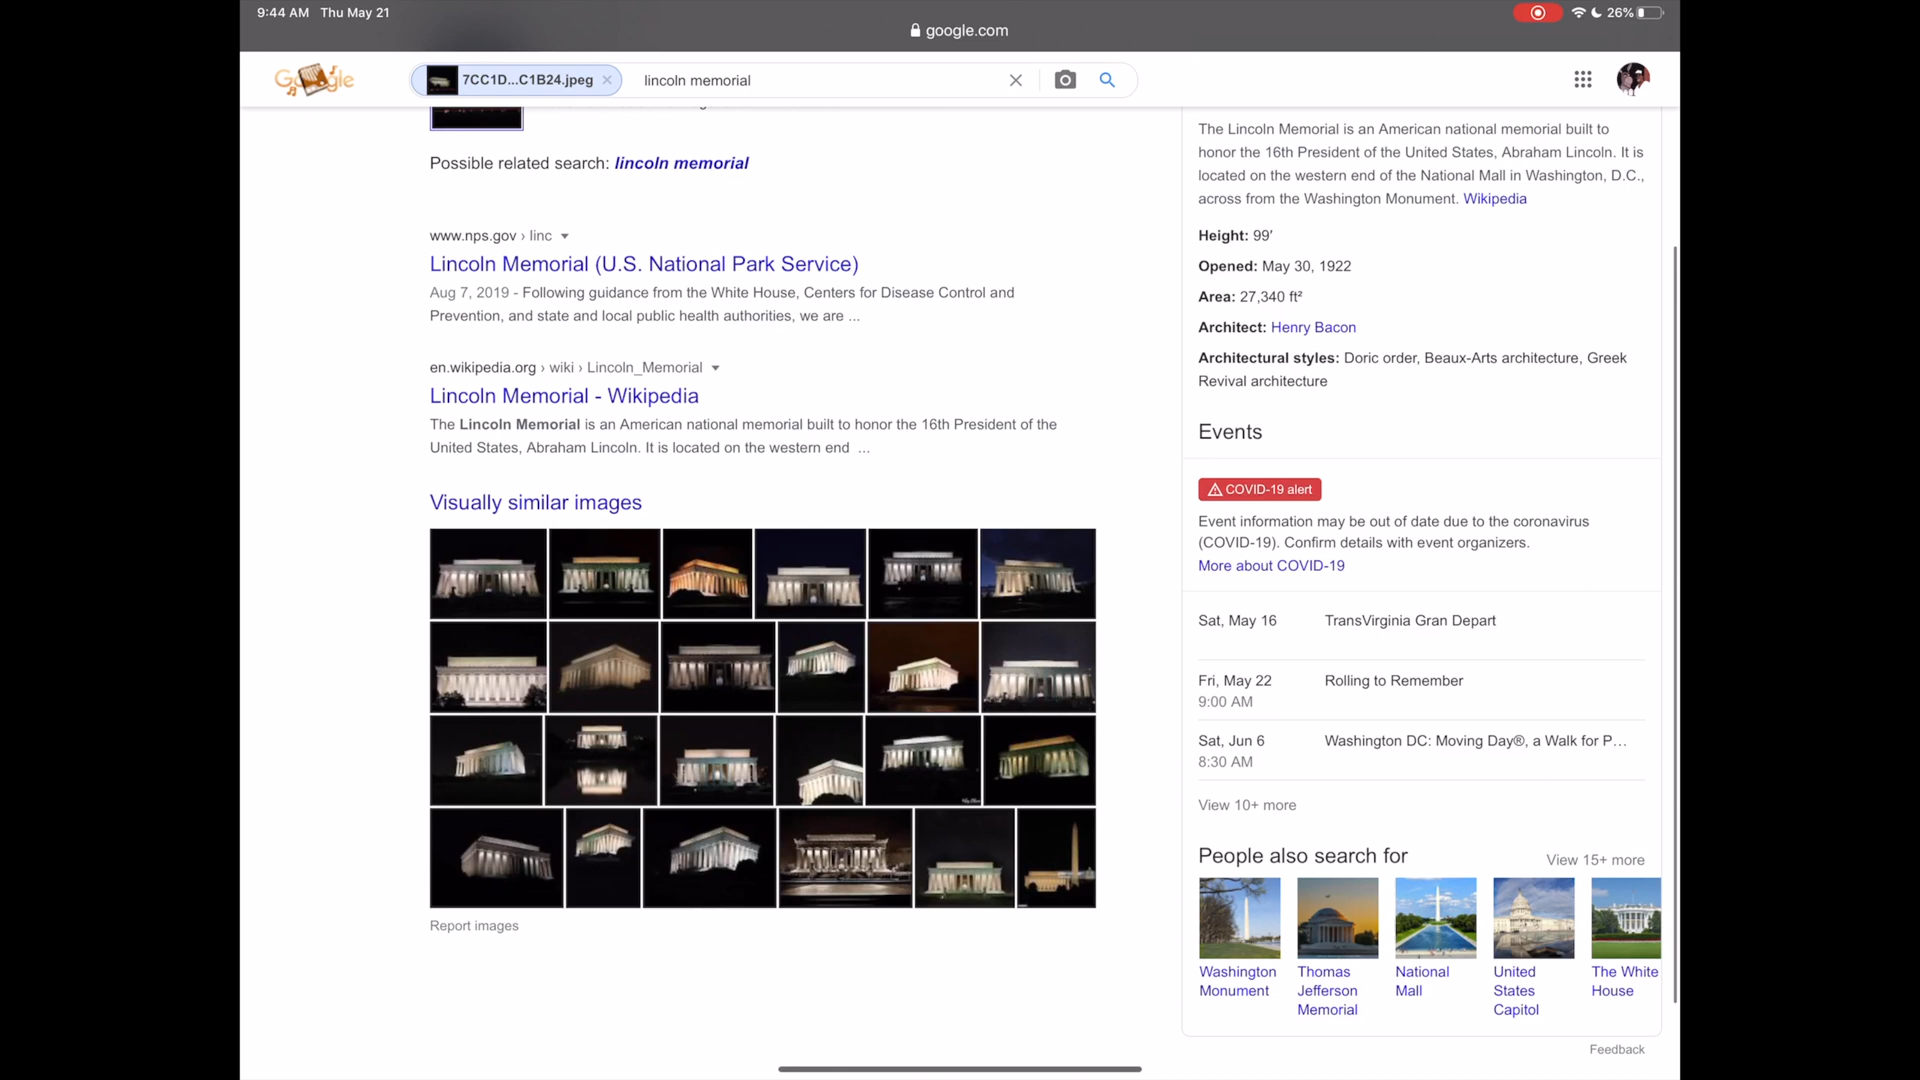 9:44 AM Thu May 21
26%
google.com
Google
7CC1D...C1B24.jpeg
lincoln memorial
Possible related search: lincoln memorial
www.nps.gov › linc
Lincoln Memorial (U.S. National Park Service)
Aug 7, 2019 - Following guidance from the White House, Centers for Disease Control and
Prevention, and state and local public health authorities, we are ...
en.wikipedia.org › wiki › Lincoln_Memorial
Lincoln Memorial - Wikipedia
The Lincoln Memorial is an American national memorial built to honor the 16th President of the
United States, Abraham Lincoln. It is located on the western end ...
Visually similar images
Report images
The Lincoln Memorial is an American national memorial built to
honor the 16th President of the United States, Abraham Lincoln. It is
located on the western end of the National Mall in Washington, D.C.,
across from the Washington Monument. Wikipedia
Height: 99′
Opened: May 30, 1922
Area: 27,340 ft²
Architect: Henry Bacon
Architectural styles: Doric order, Beaux-Arts architecture, Greek
Revival architecture
Events
COVID-19 alert
Event information may be out of date due to the coronavirus
(COVID-19). Confirm details with event organizers.
More about COVID-19
Sat, May 16 TransVirginia Gran Depart
Fri, May 22 Rolling to Remember
9:00 AM
Sat, Jun 6 Washington DC: Moving Day®, a Walk for P...
8:30 AM
View 10+ more
People also search for
View 15+ more
Washington
Monument
Thomas
Jefferson
Memorial
National
Mall
United
States
Capitol
The White
House
Feedback